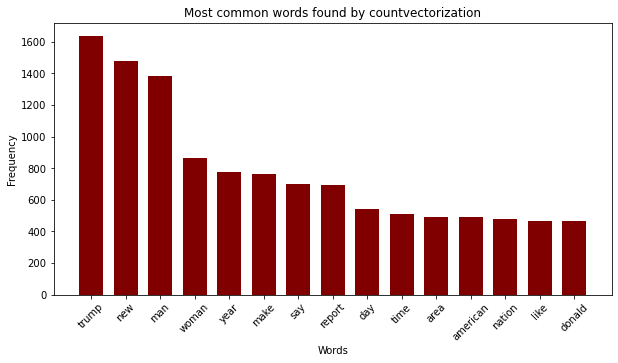 Most common words found by countvectorization
Frequency
1600
1400
1200
1000
800
600
400
200
0
trump
new
man
woman
year
make
say
report
day
time
area
american
nation
like
donald
Words